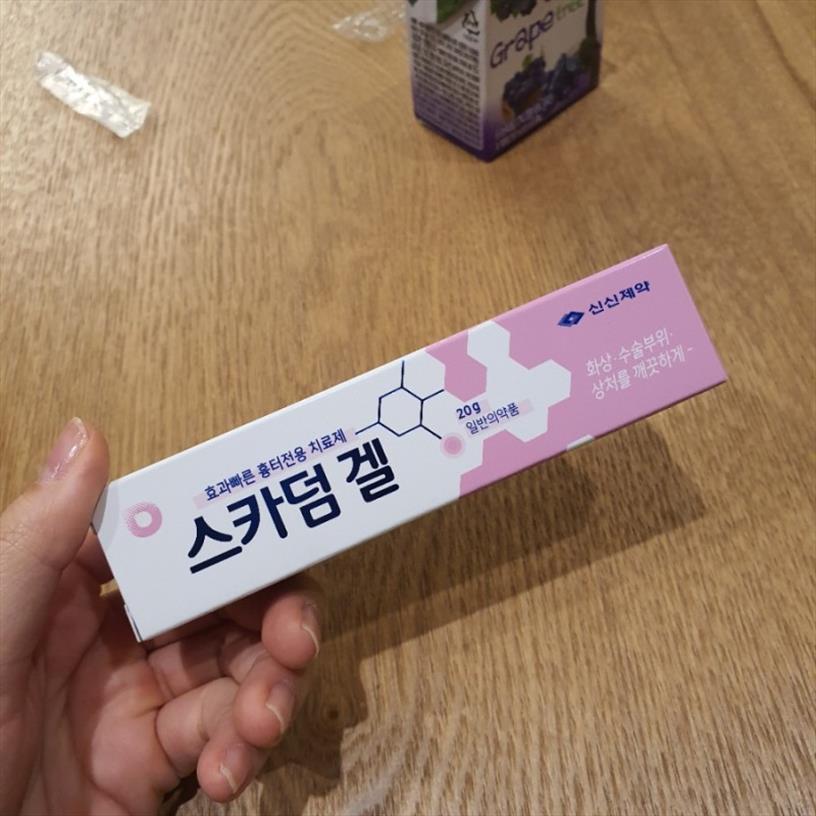 Grape tree
신신제약
화상·수술부위·
상처를 깨끗하게~
20g
일반의약품
효과빠른 흉터전용 치료제
스카덤 겔